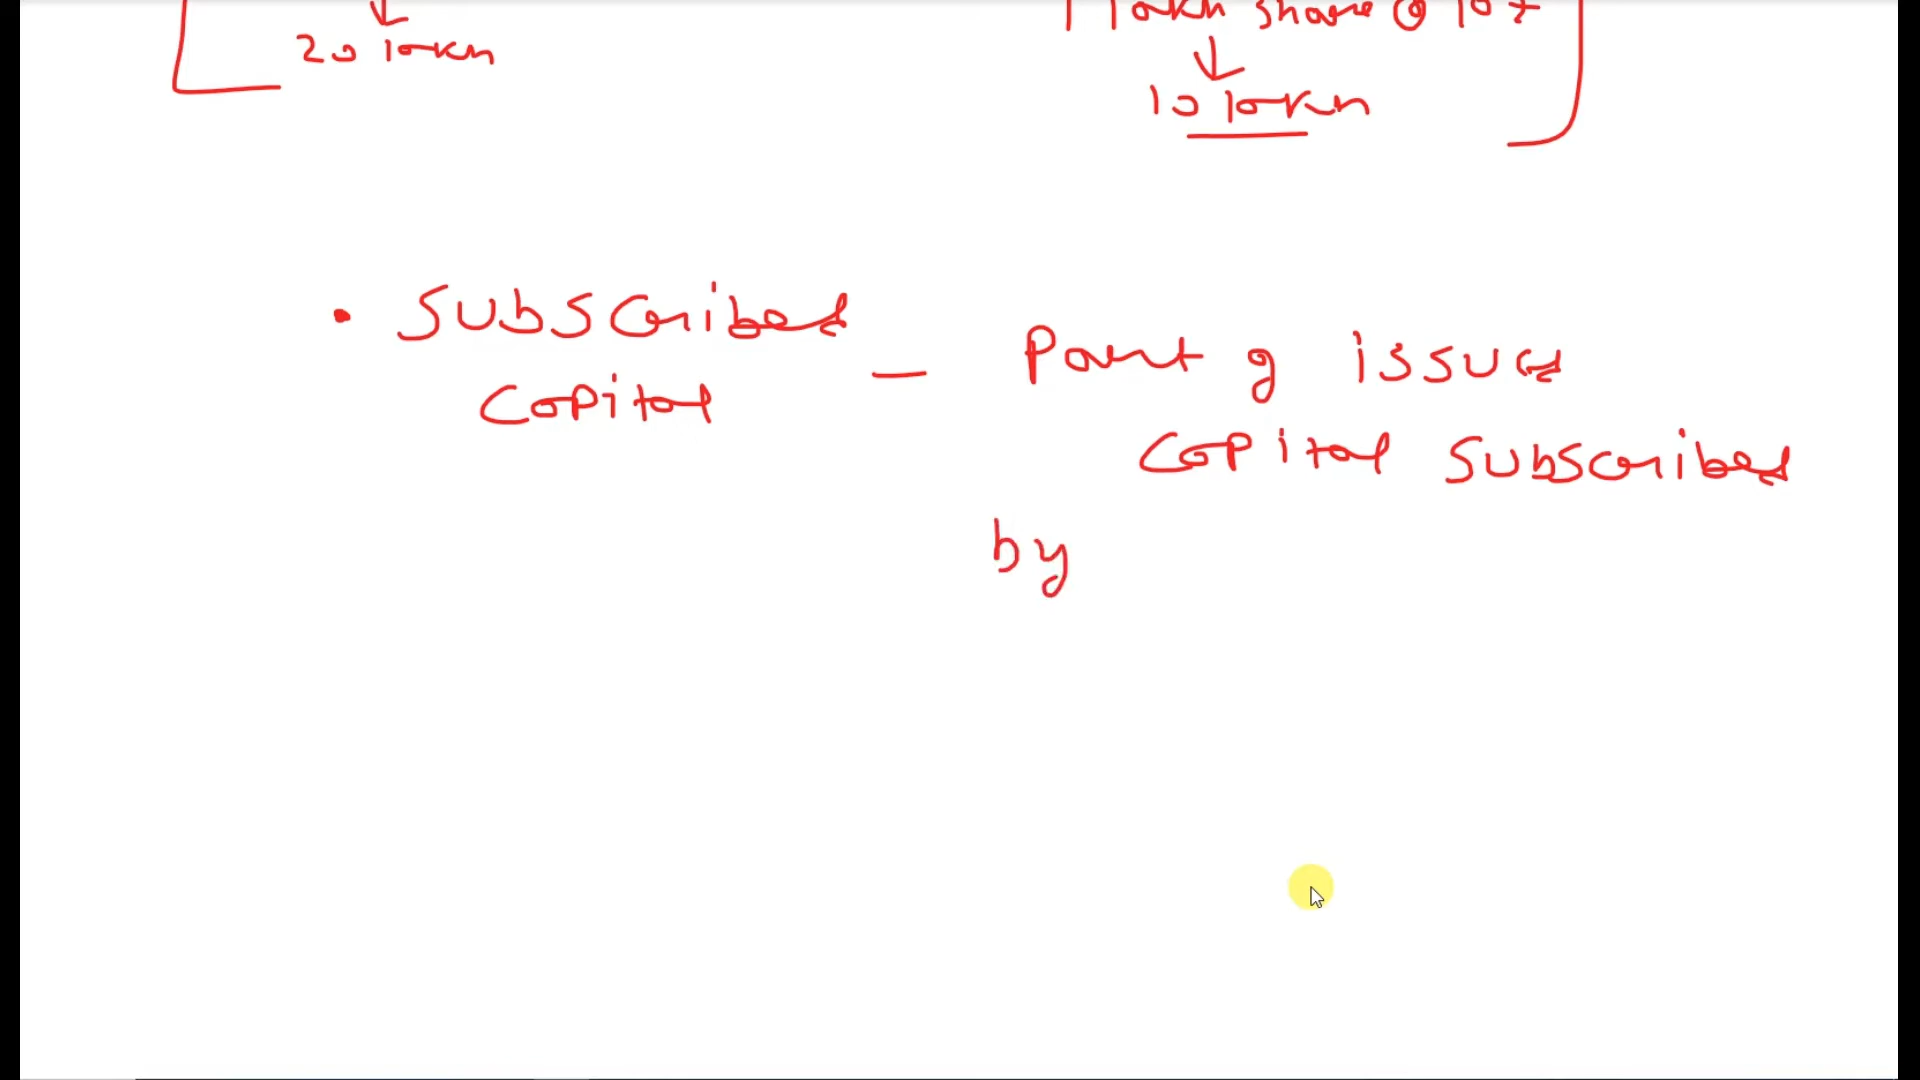 1 lakh share @ 10 ₹
20 lakh
10 lakh
• Subscribed
Capital
— Part of issued
Capital Subscribed
by